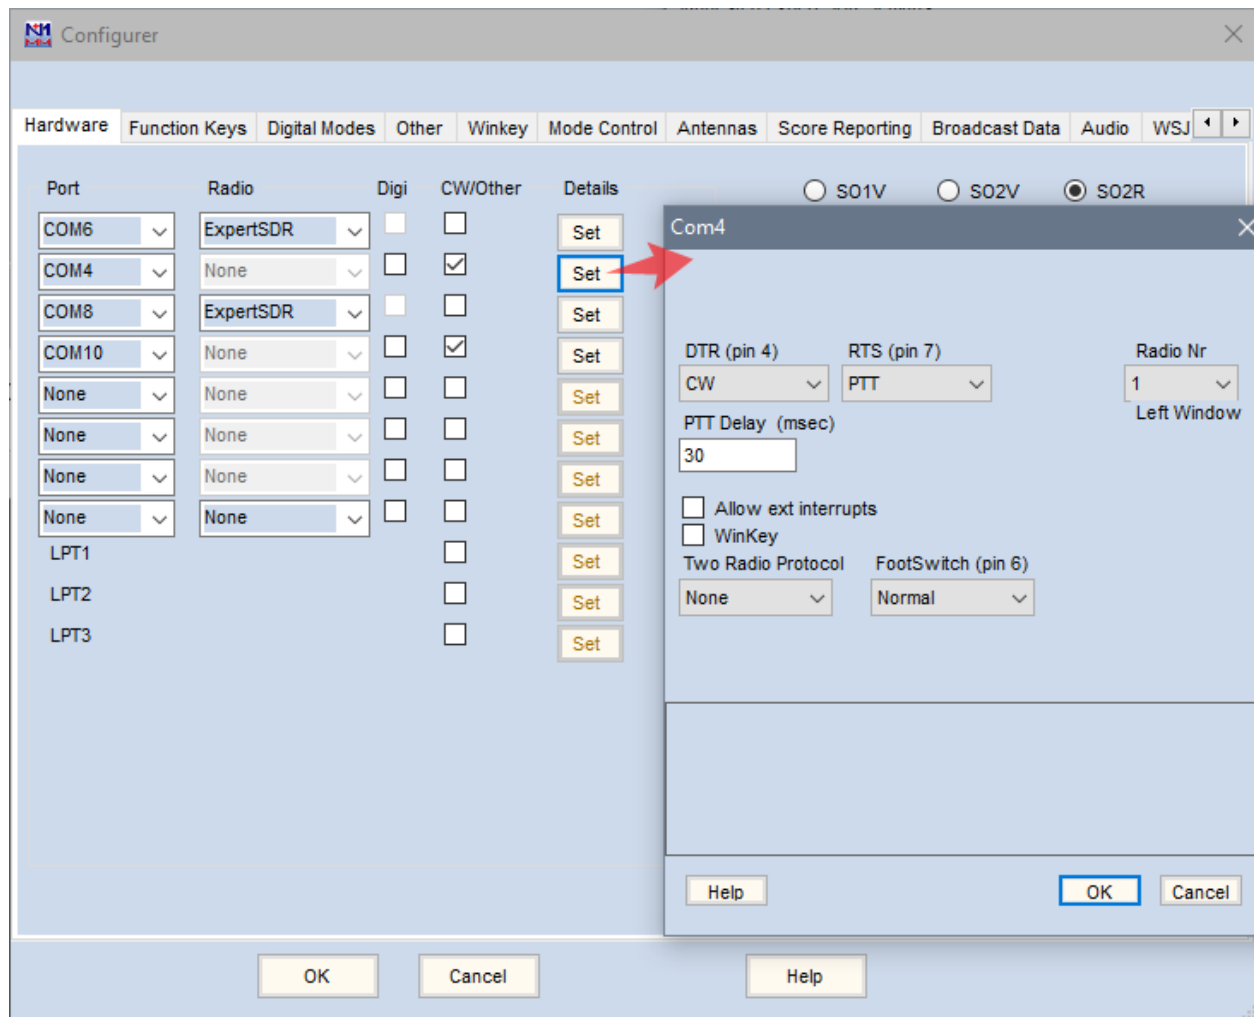 Configurer
Hardware Function Keys Digital Modes Other Winkey Mode Control Antennas Score Reporting Broadcast Data Audio WSJ
Port Radio Digi CW/Other Details
SO1V SO2V SO2R
COM6 ExpertSDR Set
COM4 None Set
COM8 ExpertSDR Set
COM10 None Set
None None Set
None None Set
None None Set
None None Set
LPT1 Set
LPT2 Set
LPT3 Set
Com4
DTR (pin 4) RTS (pin 7) Radio Nr
CW PTT 1
Left Window
PTT Delay (msec)
30
Allow ext interrupts
WinKey
Two Radio Protocol FootSwitch (pin 6)
None Normal
Help OK Cancel
OK Cancel Help